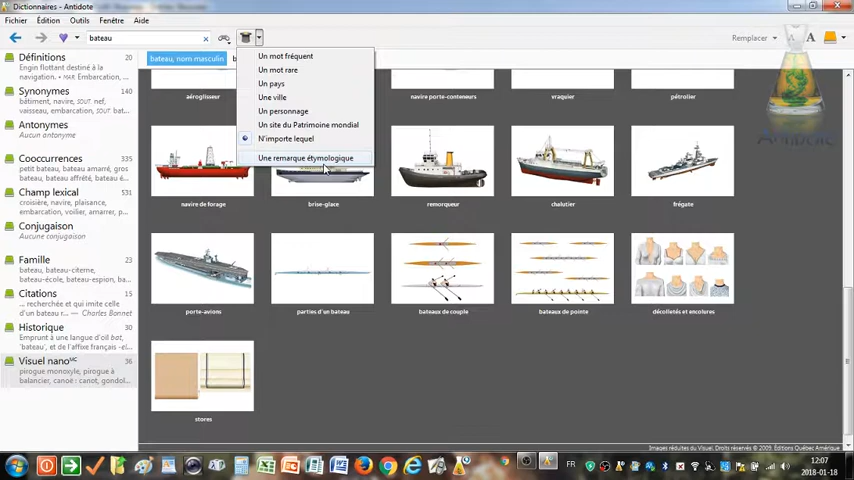 Dictionnaires - Antidote
Fichier Édition Outils Fenêtre Aide
bateau
Remplacer
Définitions 20
Engin flottant destiné à la
navigation. • MAR Embarcation,
Synonymes 55
bâtiment, navire, SOUT. nef,
vaisseau, embarcation, SOUT.
Antonymes
Aucun antonyme
Cooccurrences 335
petit bateau, bateau amarré, gros
bateau, bateau affrété, bateau é
Champ lexical 531
croisière, navire, plaisance,
embarcation, voilier, amarrer, p
Conjugaison
Aucune conjugaison
Famille 23
bateau, bateau-citerne,
bateau-école, bateau-espion, ba
Citations 15
... recherchée et qui imite celle
d'un bateau r... — Charles Bonnet
Historique
Emprunt à une langue d'oïl bat,
'bateau', et de l'affixe français -el
Visuel nano UC 36
pirogue monoxyle, pirogue à
balancier, canoë : canot, gondol
bateau, nom masculin
Un mot fréquent
Un mot rare
Un pays
Une ville
Un personnage
Un site du Patrimoine mondial
N'importe lequel
Une remarque étymologique
aéroglisseur
navire porte-conteneurs
vraquier
pétrolier
navire de forage
brise-glace
remorqueur
chalutier
frégate
porte-avions
parties d'un bateau
bateaux de couple
bateaux de pointe
décolletés et encolures
stores
Images réduites du Visuel. Droits réservés © 2009. Éditions Québec Amérique.
Antidote
FR
12:07
2018-01-18